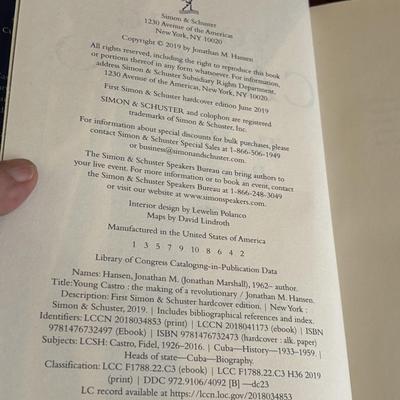 Simon & Schuster
1230 Avenue of the Americas
New York, NY 10020
Copyright © 2019 by Jonathan M. Hansen
All rights reserved, including the right to reproduce this book
or portions thereof in any form whatsoever. For information,
address Simon & Schuster Subsidiary Rights Department,
1230 Avenue of the Americas, New York, NY 10020.
First Simon & Schuster hardcover edition June 2019
SIMON & SCHUSTER and colophon are registered
trademarks of Simon & Schuster, Inc.
For information about special discounts for bulk purchases, please
contact Simon & Schuster Special Sales at 1-866-506-1949
or business@simonandschuster.com.
The Simon & Schuster Speakers Bureau can bring authors to
your live event. For more information or to book an event, contact
the Simon & Schuster Speakers Bureau at 1-866-248-3049
or visit our website at www.simonspeakers.com.
Interior design by Lewelin Polanco
Maps by David Lindroth
Manufactured in the United States of America
1 3 5 7 9 10 8 6 4 2
Library of Congress Cataloging-in-Publication Data
Names: Hansen, Jonathan M. (Jonathan Marshall), 1962– author.
Title:Young Castro : the making of a revolutionary / Jonathan M. Hansen.
Description: First Simon & Schuster hardcover edition. | New York :
Simon & Schuster, 2019. | Includes bibliographical references and index.
Identifiers: LCCN 2018034853 (print) | LCCN 2018041173 (ebook) | ISBN
9781476732497 (Ebook) | ISBN 9781476732473 (hardcover : alk. paper)
Subjects: LCSH: Castro, Fidel, 1926–2016. | Cuba—History—1933–1959. |
Heads of state—Cuba—Biography.
Classification: LCC F1788.22.C3 (ebook) | LCC F1788.22.C3 H36 2019
(print) | DDC 972.9106/4092 [B] —dc23
LC record available at https://lccn.loc.gov/2018034853